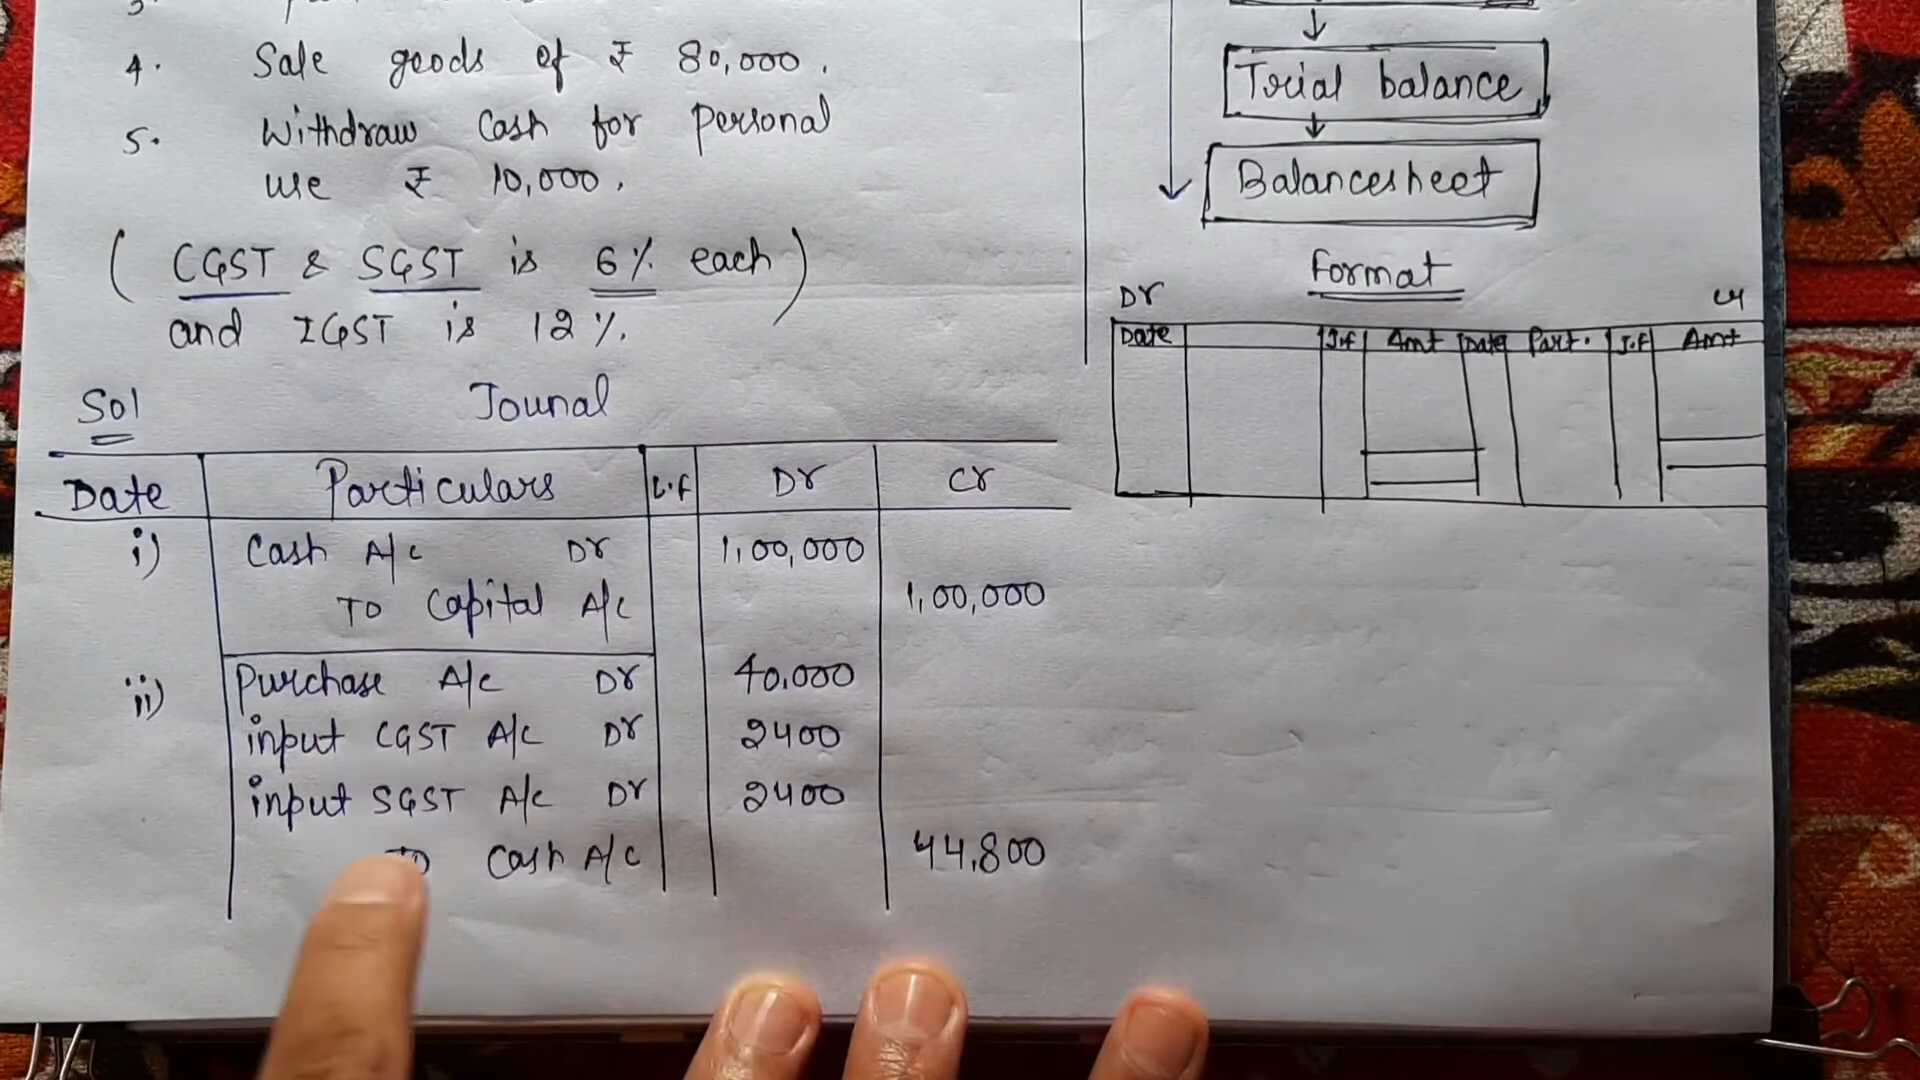 4. Sale goods of ₹ 80,000.
5. Withdraw Cash for personal
use ₹ 10,000.
( CGST & SGST is 6% each )
and IGST is 12%.
Sol Jounal
Date Particulars L.F Dr Cr
i) Cash A/c Dr 1,00,000
To Capital A/c 1,00,000
ii) Purchase A/c Dr 40,000
input CGST A/c Dr 2400
input SGST A/c Dr 2400
To Cash A/c 44,800
Trial balance
Balancesheet
Format
Dr Cr
Date J.f Amt Date Part. J.f Amt